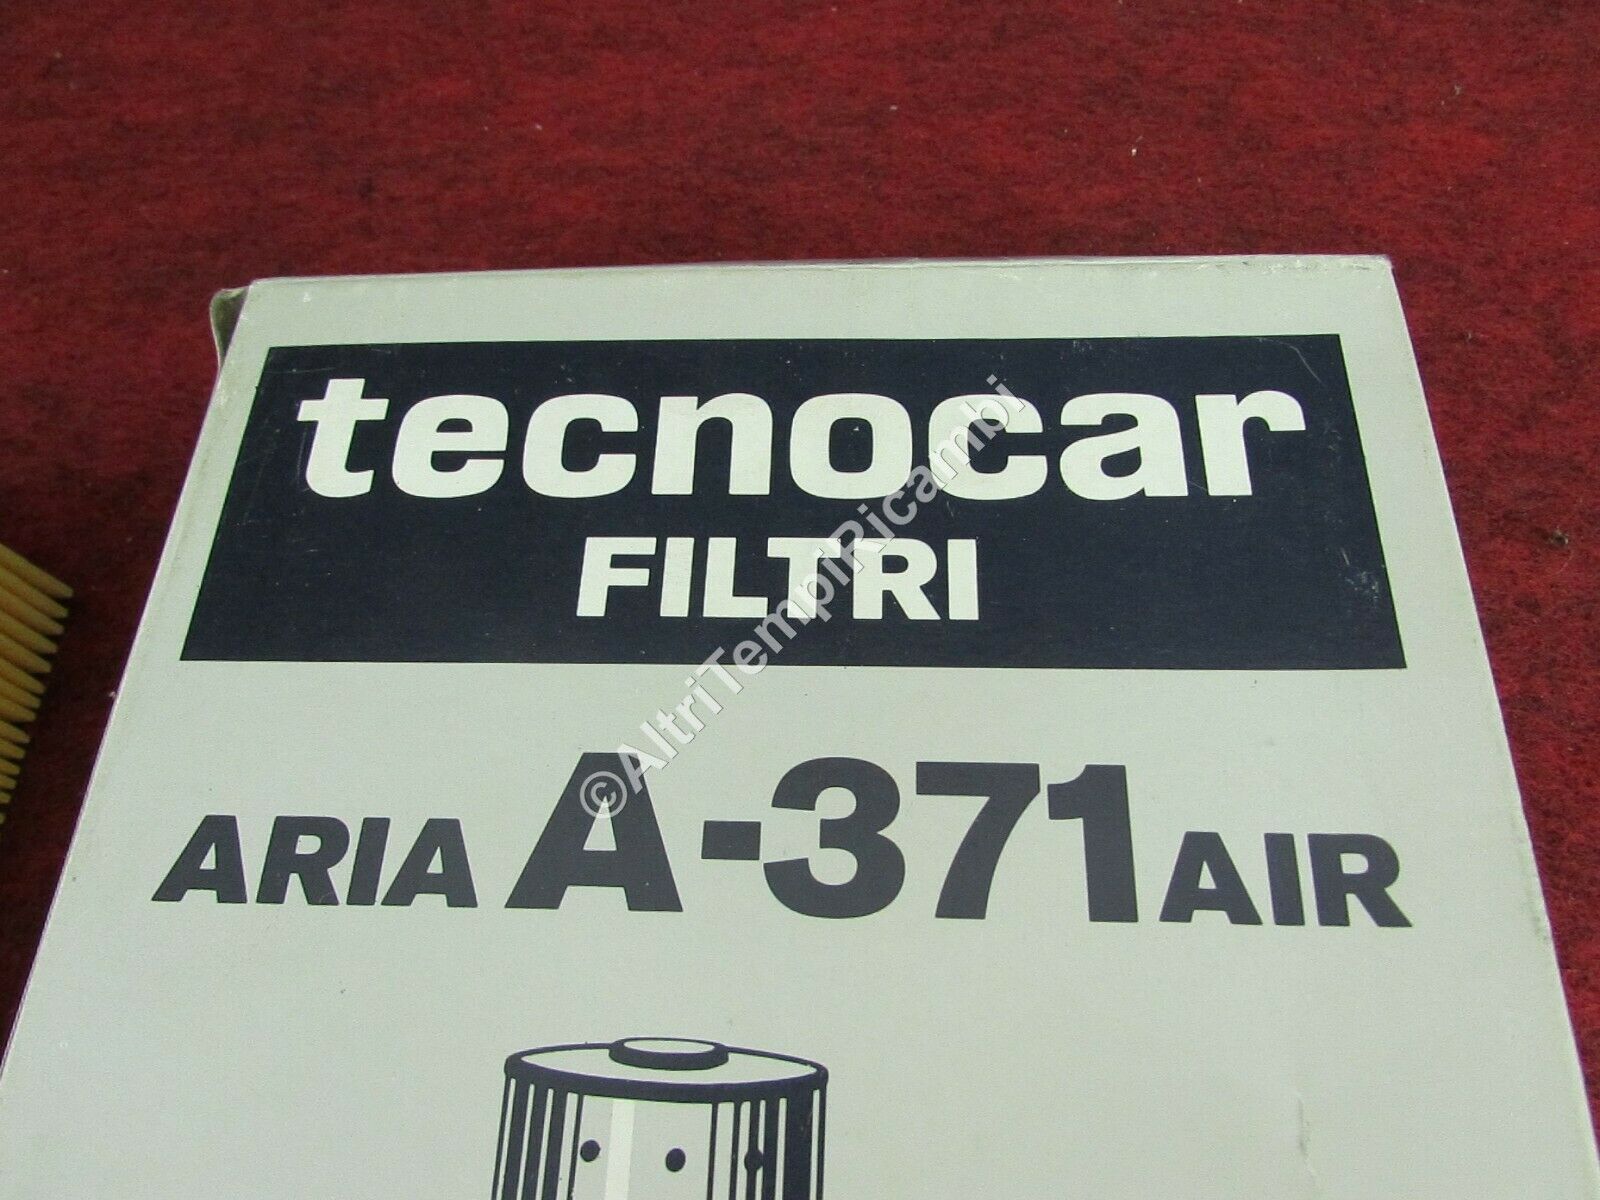 tecnocar
FILTRI
ARIA A-371 AIR
©AltriTempiRicambi